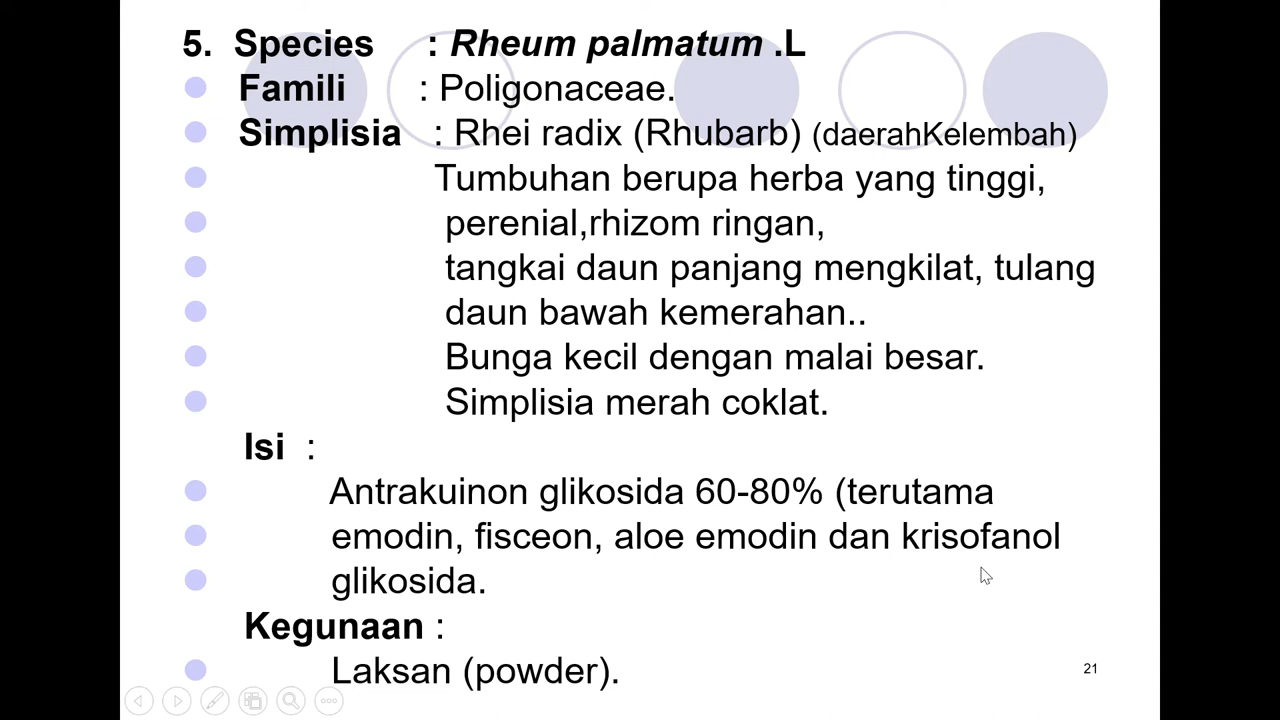 5. Species : Rheum palmatum .L
Famili : Poligonaceae.
Simplisia : Rhei radix (Rhubarb) (daerahKelembah)
Tumbuhan berupa herba yang tinggi,
perenial,rhizom ringan,
tangkai daun panjang mengkilat, tulang
daun bawah kemerahan..
Bunga kecil dengan malai besar.
Simplisia merah coklat.
Isi :
Antrakuinon glikosida 60-80% (terutama
emodin, fisceon, aloe emodin dan krisofanol
glikosida.
Kegunaan :
Laksan (powder).
21